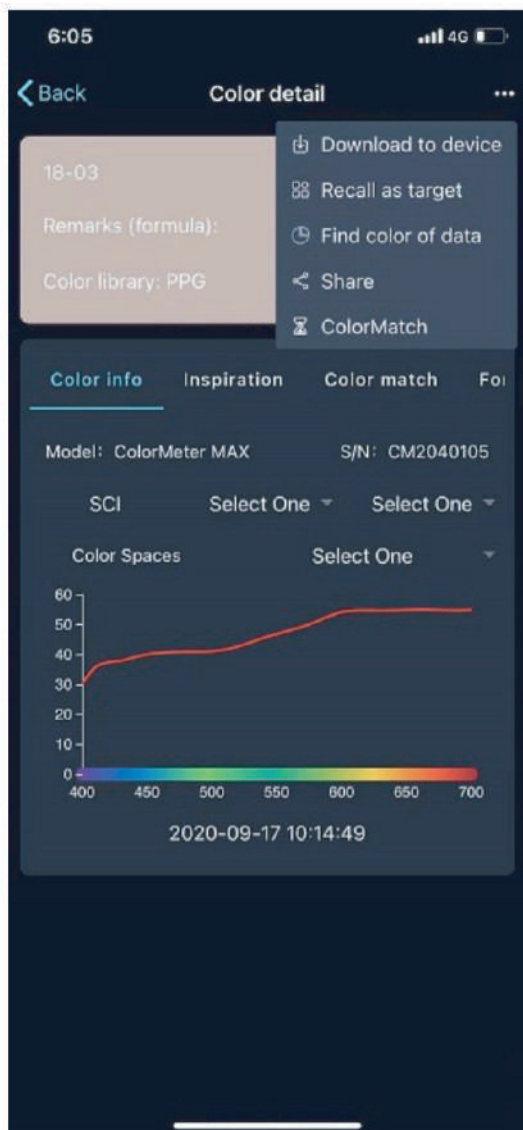 6:05
4G
Back
Color detail
18-03
Remarks (formula):
Color library: PPG
Download to device
Recall as target
Find color of data
Share
ColorMatch
Color info Inspiration Color match For
Model: ColorMeter MAX S/N: CM2040105
SCI Select One Select One
Color Spaces Select One
60
50
40
30
20
10
0
400 450 500 550 600 650 700
2020-09-17 10:14:49